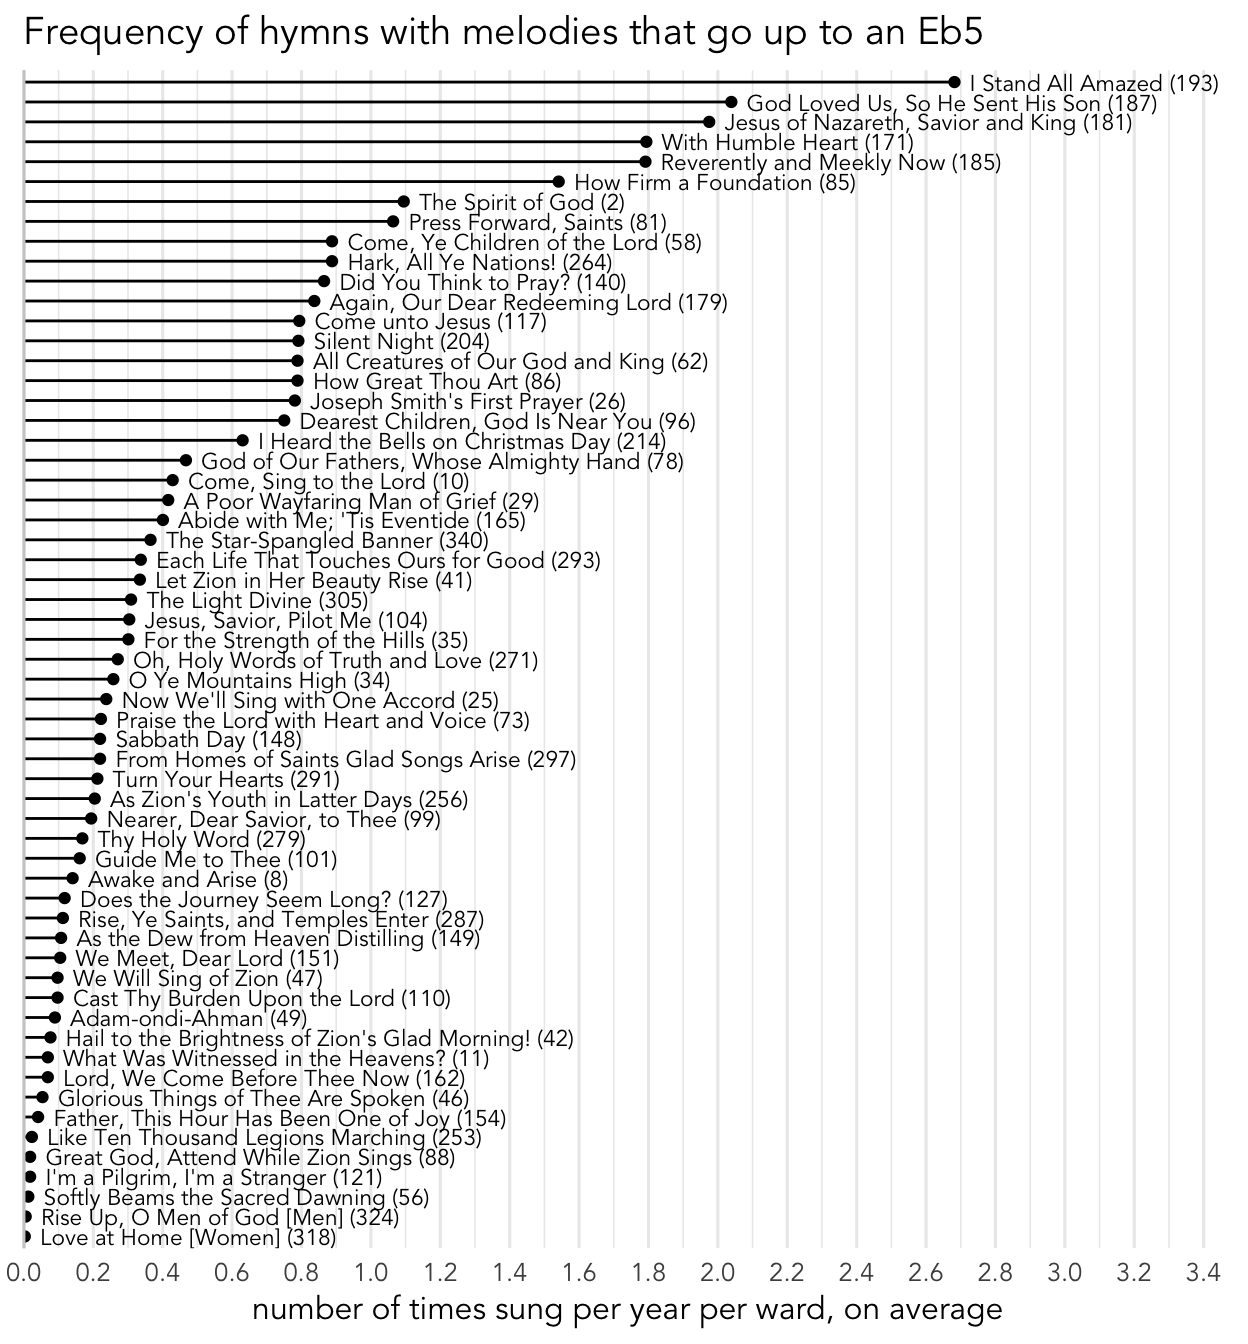 Frequency of hymns with melodies that go up to an Eb5
I Stand All Amazed (193)
God Loved Us, So He Sent His Son (187)
Jesus of Nazareth, Savior and King (181)
With Humble Heart (171)
Reverently and Meekly Now (185)
How Firm a Foundation (85)
The Spirit of God (2)
Press Forward, Saints (81)
Come, Ye Children of the Lord (58)
Hark, All Ye Nations! (264)
Did You Think to Pray? (140)
Again, Our Dear Redeeming Lord (179)
Come unto Jesus (117)
Silent Night (204)
All Creatures of Our God and King (62)
How Great Thou Art (86)
Joseph Smith's First Prayer (26)
Dearest Children, God Is Near You (96)
I Heard the Bells on Christmas Day (214)
God of Our Fathers, Whose Almighty Hand (78)
Come, Sing to the Lord (10)
A Poor Wayfaring Man of Grief (29)
Abide with Me; 'Tis Eventide (165)
The Star-Spangled Banner (340)
Each Life That Touches Ours for Good (293)
Let Zion in Her Beauty Rise (41)
The Light Divine (305)
Jesus, Savior, Pilot Me (104)
For the Strength of the Hills (35)
Oh, Holy Words of Truth and Love (271)
O Ye Mountains High (34)
Now We'll Sing with One Accord (25)
Praise the Lord with Heart and Voice (73)
Sabbath Day (148)
From Homes of Saints Glad Songs Arise (297)
Turn Your Hearts (291)
As Zion's Youth in Latter Days (256)
Nearer, Dear Savior, to Thee (99)
Thy Holy Word (279)
Guide Me to Thee (101)
Awake and Arise (8)
Does the Journey Seem Long? (127)
Rise, Ye Saints, and Temples Enter (287)
As the Dew from Heaven Distilling (149)
We Meet, Dear Lord (151)
We Will Sing of Zion (47)
Cast Thy Burden Upon the Lord (110)
Adam-ondi-Ahman (49)
Hail to the Brightness of Zion's Glad Morning! (42)
What Was Witnessed in the Heavens? (11)
Lord, We Come Before Thee Now (162)
Glorious Things of Thee Are Spoken (46)
Father, This Hour Has Been One of Joy (154)
Like Ten Thousand Legions Marching (253)
Great God, Attend While Zion Sings (88)
I'm a Pilgrim, I'm a Stranger (121)
Softly Beams the Sacred Dawning (56)
Rise Up, O Men of God [Men] (324)
Love at Home [Women] (318)
0.0 0.2 0.4 0.6 0.8 1.0 1.2 1.4 1.6 1.8 2.0 2.2 2.4 2.6 2.8 3.0 3.2 3.4
number of times sung per year per ward, on average